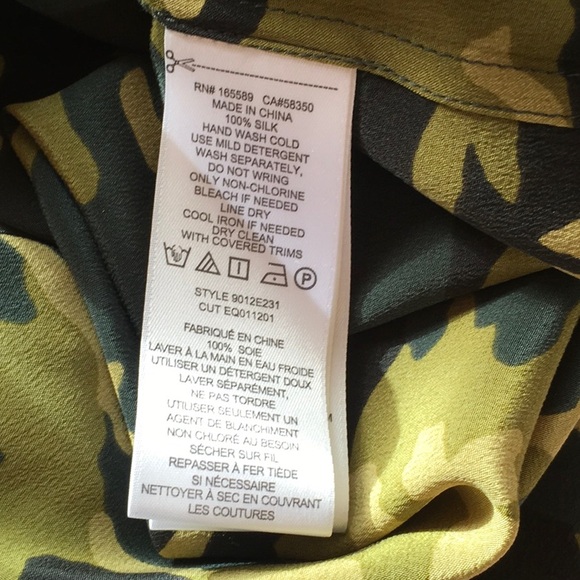 RN# 165589 CA#58350
MADE IN CHINA
100% SILK
HAND WASH COLD
USE MILD DETERGENT
WASH SEPARATELY,
DO NOT WRING
ONLY NON-CHLORINE
BLEACH IF NEEDED
LINE DRY
COOL IRON IF NEEDED
DRY CLEAN
WITH COVERED TRIMS
P
STYLE 9012E231
CUT EQ011201
FABRIQUÉ EN CHINE
100% SOIE
LAVER À LA MAIN EN EAU FROIDE
UTILISER UN DÉTERGENT DOUX
LAVER SÉPARÉMENT,
NE PAS TORDRE
UTILISER SEULEMENT UN
AGENT DE BLANCHIMENT
NON CHLORÉ AU BESOIN
SÉCHER SUR FIL
REPASSER À FER TIÈDE
SI NÉCESSAIRE
NETTOYER À SEC EN COUVRANT
LES COUTURES